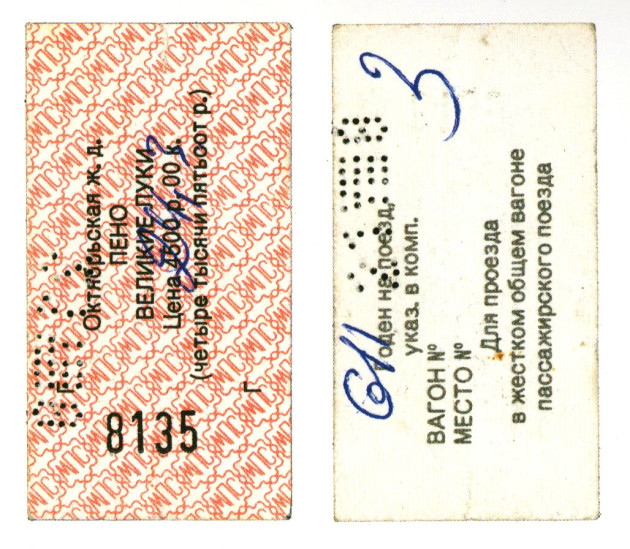 Октябрьская ж. д.
ПЕНО
ВЕЛИКИЕ ЛУКИ
Цена 4500 р. 00 к.
(четыре тысячи пятьсот р.)
Г
Г
8135
3
Годен на поезд,
указ. в комп.
ВАГОН №
МЕСТО №
Для проезда
в жестком общем вагоне
пассажирского поезда